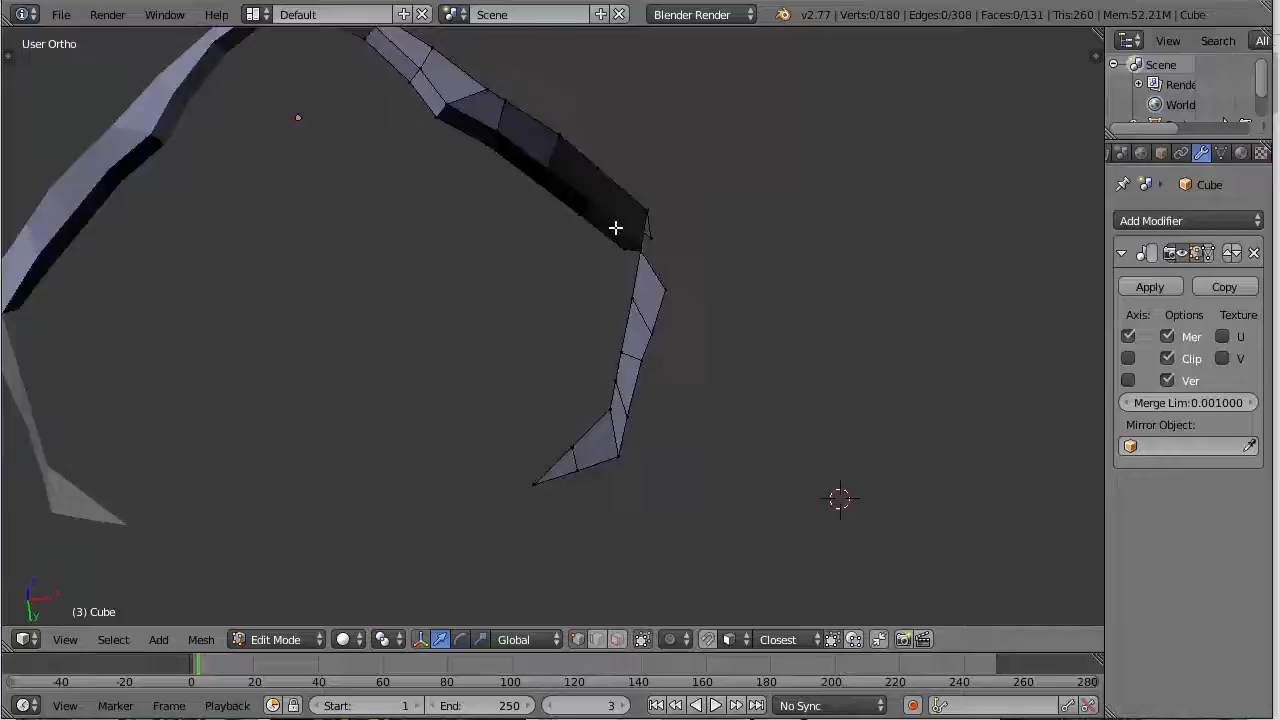 File Render Window Help Default Scene Blender Render v2.77 | Verts:0/180 | Edges:0/308 | Faces:0/131 | Tris:260 | Mem:52.21M | Cube
User Ortho
View Search All
Scene
Rende
World
Cube
Add Modifier
Apply Copy
Axis: Options Texture
Mer U
Clip V
Ver
Merge Lim:0.001000
Mirror Object:
z
x
y
(3) Cube
View Select Add Mesh Edit Mode Global Closest
-40 -20 0 20 40 60 80 100 120 140 160 180 200 220 240 260 280
View Marker Frame Playback Start: 1 End: 250 3 No Sync